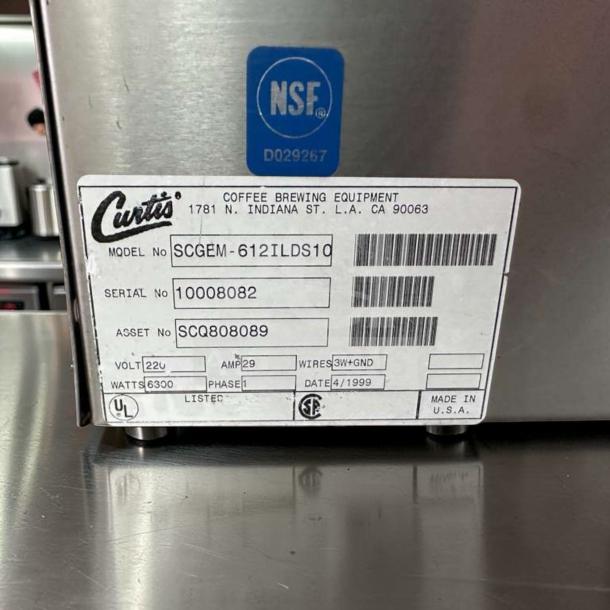 NSF®
D029267
Curtis®
COFFEE BREWING EQUIPMENT
1781 N. INDIANA ST. L.A. CA 90063
MODEL No SCGEM-612ILDS10
SERIAL No 10008082
ASSET No SCQ808089
VOLT 220 AMP 29 WIRES 3W+GND
WATTS 6300 PHASE 1 DATE 4/1999
UL LISTED SA MADE IN
U.S.A.